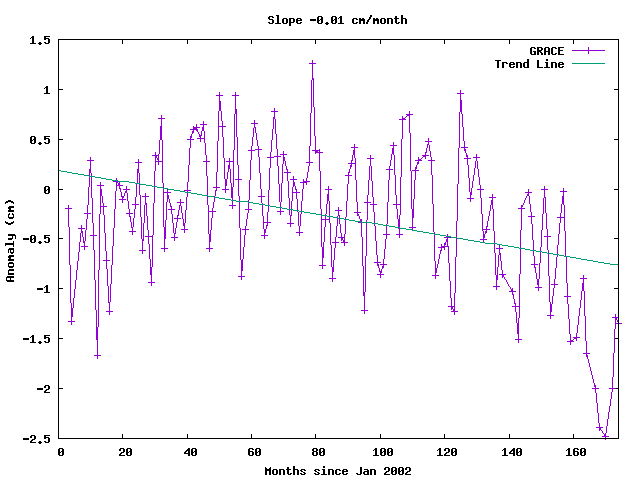 Slope -0.01 cm/month
GRACE
Trend Line
1.5
1
0.5
0
-0.5
-1
-1.5
-2
-2.5
Anomaly (cm)
0 20 40 60 80 100 120 140 160
Months since Jan 2002